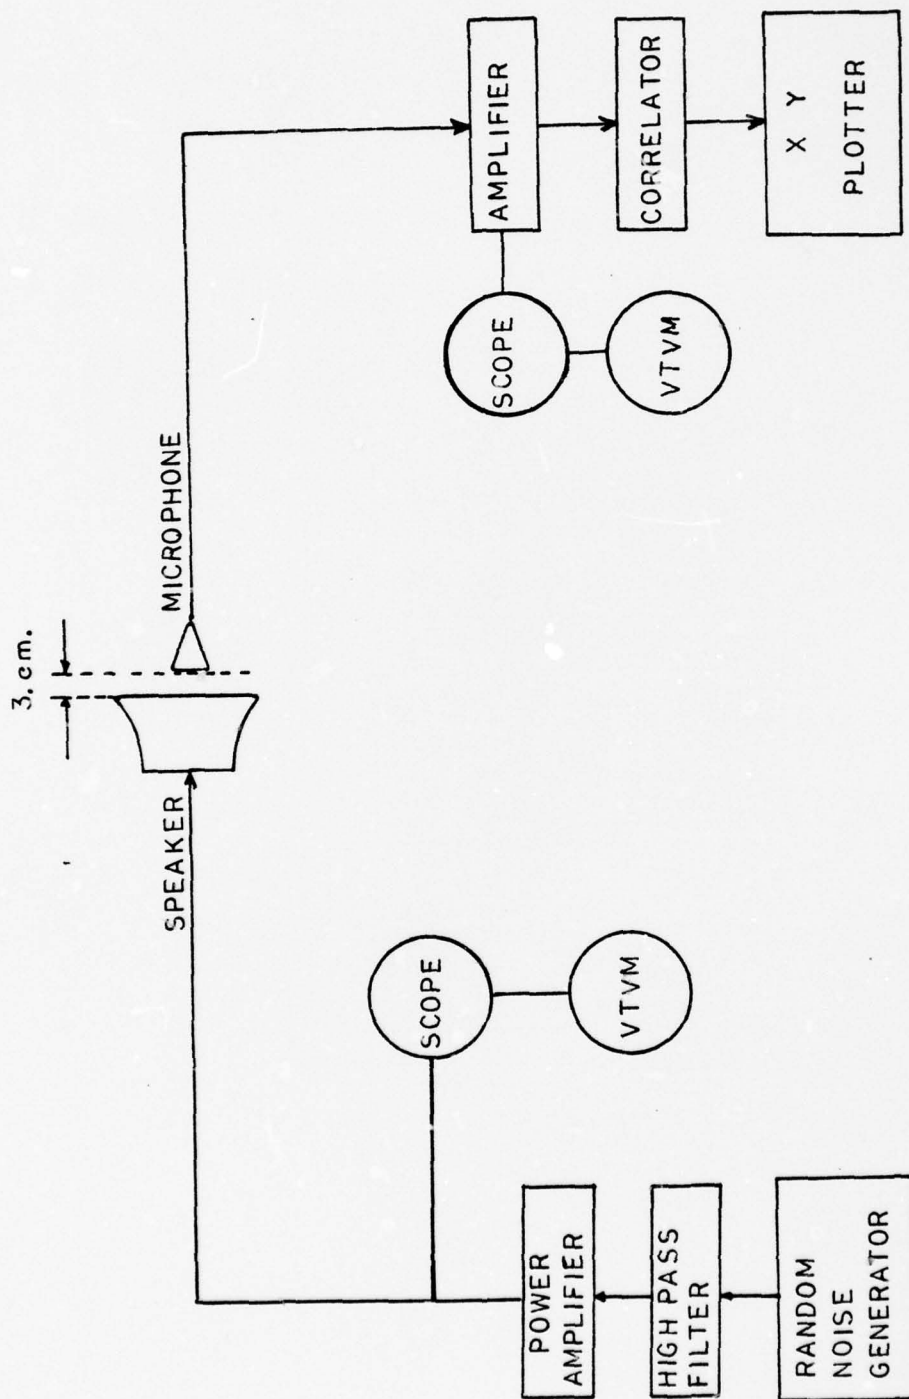 3. cm.
SPEAKER
MICROPHONE
SCOPE
VTVM
POWER
AMPLIFIER
HIGH PASS
FILTER
RANDOM
NOISE
GENERATOR
SCOPE
VTVM
AMPLIFIER
CORRELATOR
X Y
PLOTTER